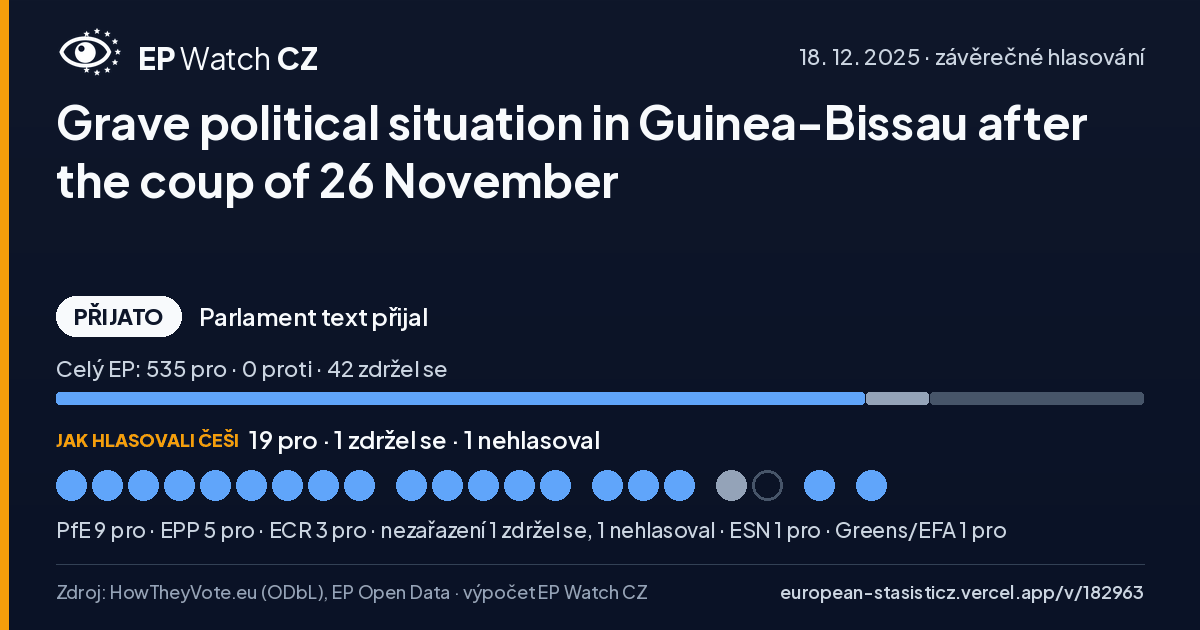 EP Watch CZ
18. 12. 2025 · závěrečné hlasování
Grave political situation in Guinea-Bissau after
the coup of 26 November
PŘIJATO Parlament text přijal
Celý EP: 535 pro · 0 proti · 42 zdržel se
JAK HLASOVALI ČEŠI 19 pro · 1 zdržel se · 1 nehlasoval
PfE 9 pro · EPP 5 pro · ECR 3 pro · nezařazení 1 zdržel se, 1 nehlasoval · ESN 1 pro · Greens/EFA 1 pro
Zdroj: HowTheyVote.eu (ODbL), EP Open Data · výpočet EP Watch CZ
european-stasisticz.vercel.app/v/182963